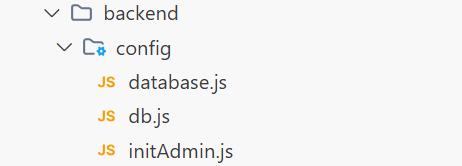 backend
config
JS database.js
JS db.js
JS initAdmin.js